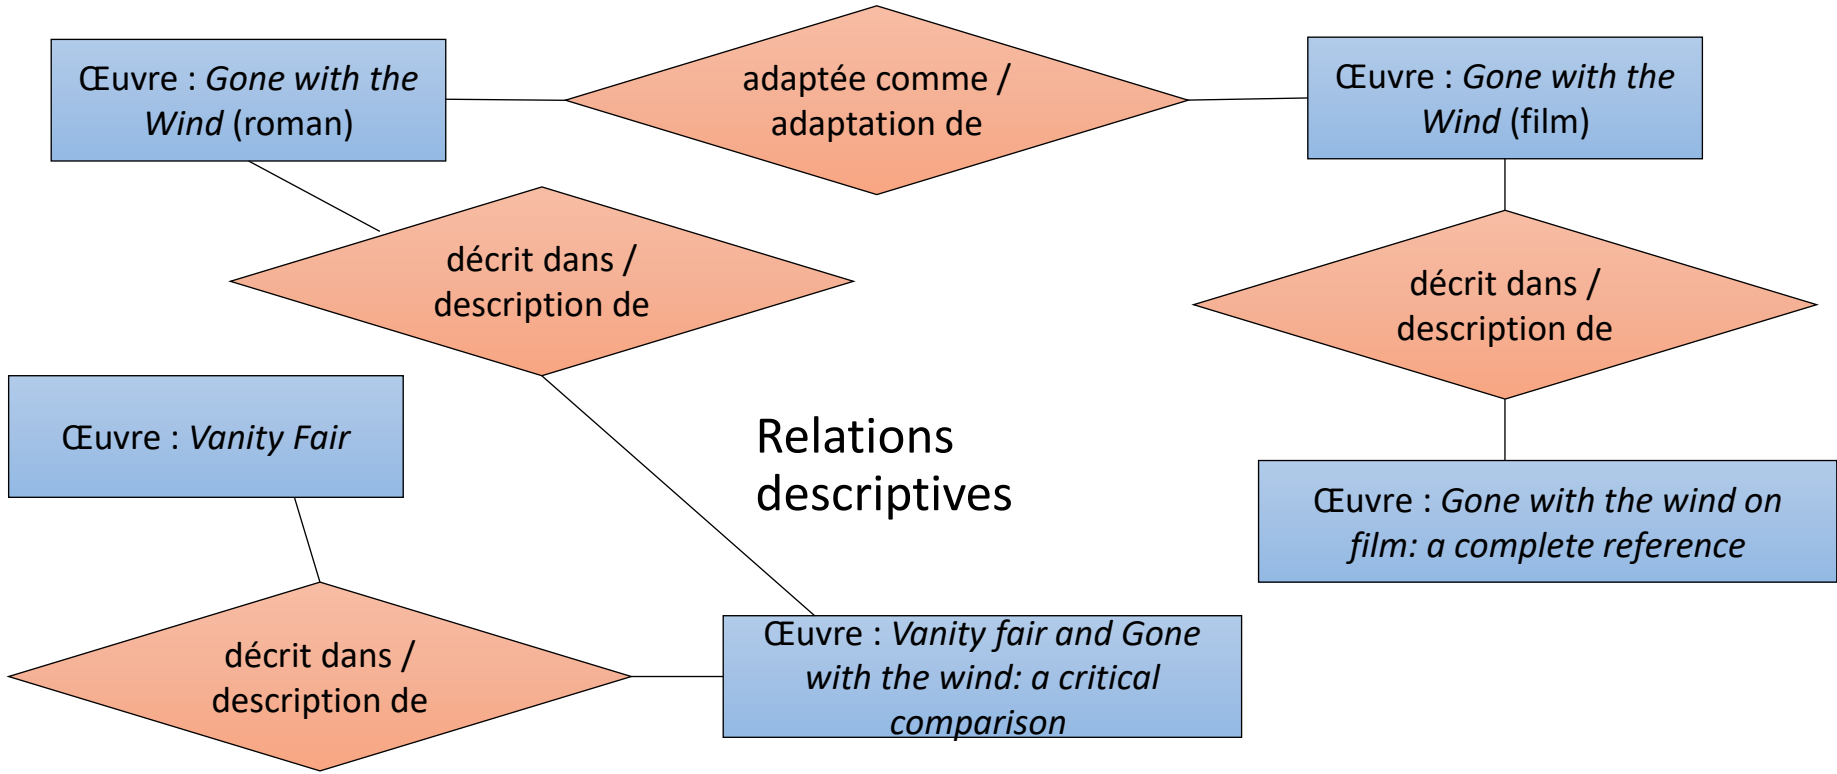 Œuvre : Gone with the
Wind (roman)
adaptée comme /
adaptation de
Œuvre : Gone with the
Wind (film)
décrit dans /
description de
décrit dans /
description de
Œuvre : Vanity Fair
Relations
descriptives
Œuvre : Gone with the wind on
film: a complete reference
décrit dans /
description de
Œuvre : Vanity fair and Gone
with the wind: a critical
comparison